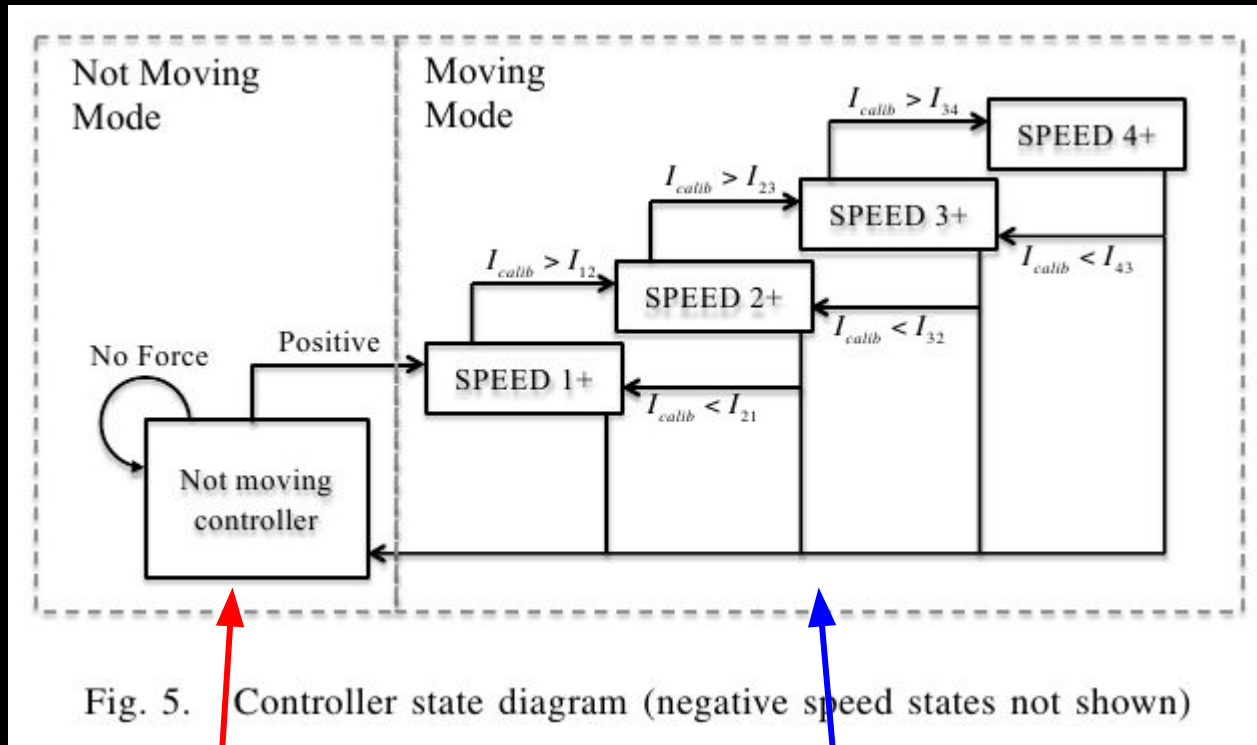 Not Moving
Mode
Moving
Mode
I_calib > I_34
SPEED 4+
I_calib > I_23
SPEED 3+
I_calib < I_43
I_calib > I_12
SPEED 2+
I_calib < I_32
No Force
Positive
SPEED 1+
I_calib < I_21
Not moving
controller
Fig. 5. Controller state diagram (negative speed states not shown)